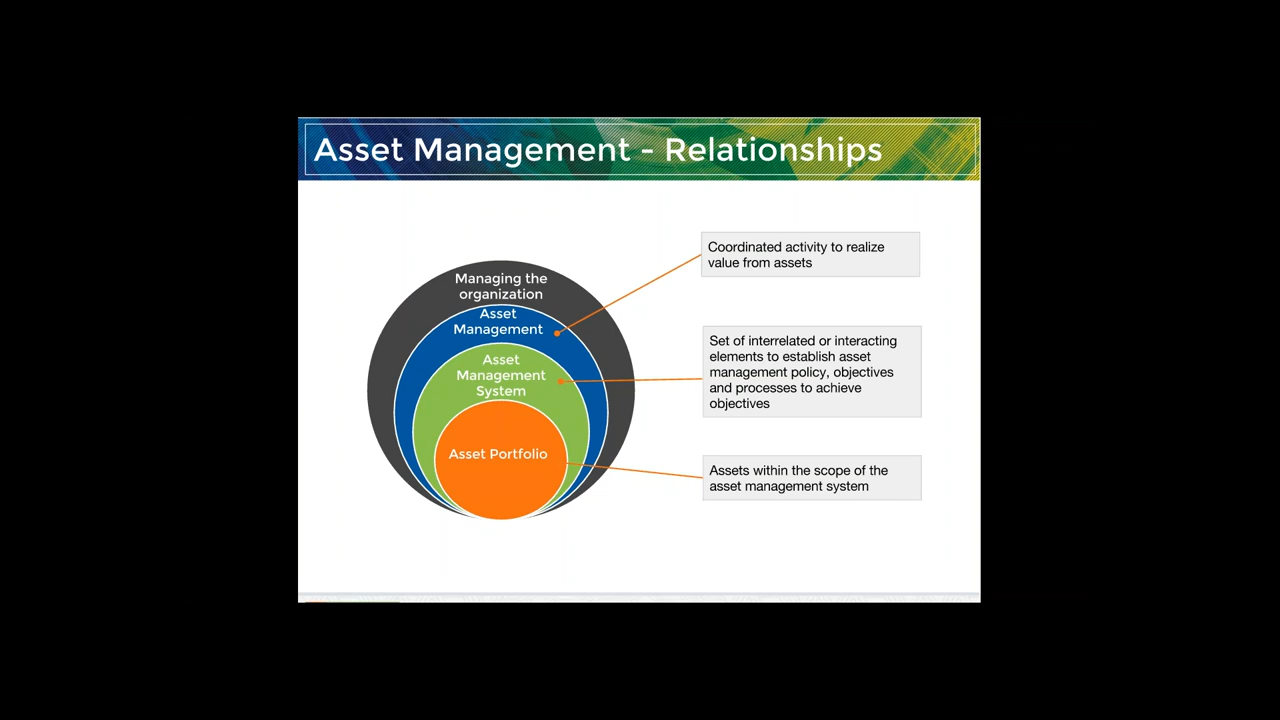 Asset Management - Relationships
Managing the
organization
Asset
Management
Asset
Management
System
Asset Portfolio
Coordinated activity to realize
value from assets
Set of interrelated or interacting
elements to establish asset
management policy, objectives
and processes to achieve
objectives
Assets within the scope of the
asset management system